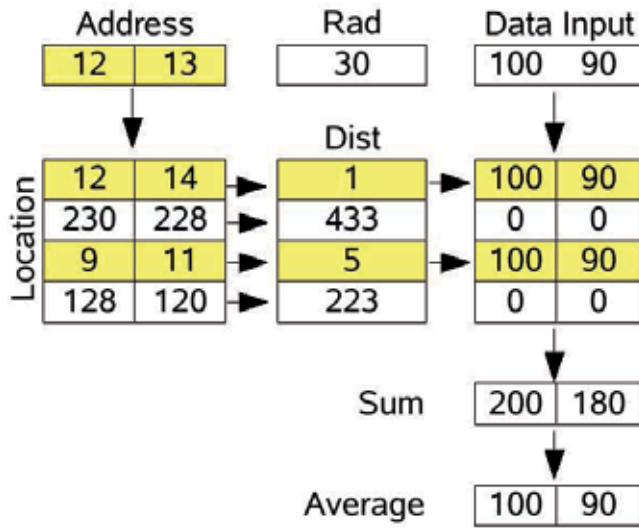 Address Rad Data Input
12 13 30 100 90
Dist
Location
12 14 1 100 90
230 228 433 0 0
9 11 5 100 90
128 120 223 0 0
Sum 200 180
Average 100 90